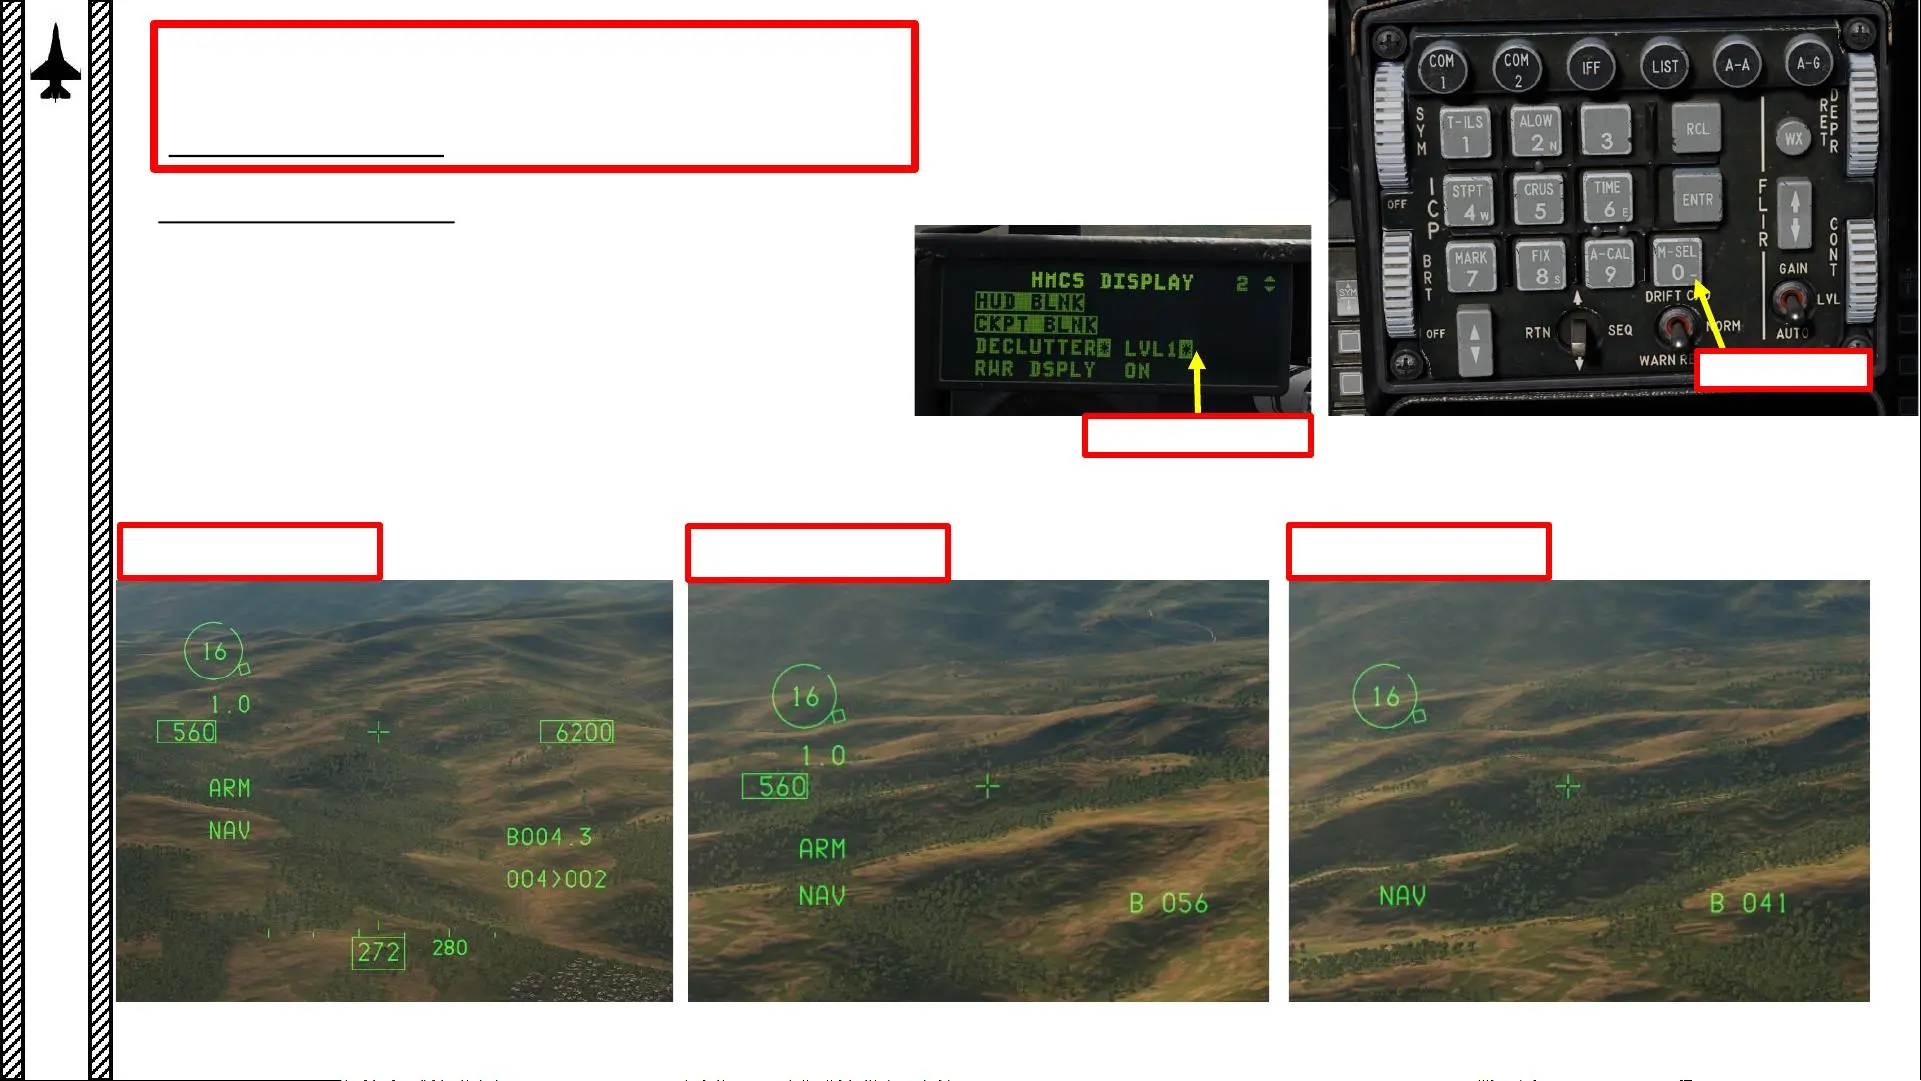 COM 1
COM 2
IFF
LIST
A-A
A-G
SYM
T-ILS 1
ALOW 2 N
3
RCL
WX
RET
DEPR
ICP
OFF
STPT 4 W
CRUS 5
TIME 6 E
ENTR
FLIR
CONT
BRT
MARK 7
FIX 8 S
A-CAL 9
M-SEL 0 -
GAIN
LVL
AUTO
OFF
RTN
SEQ
DRIFT C/O
NORM
WARN RE
SYM
HMCS DISPLAY 2
HUD BLNK
CKPT BLNK
DECLUTTER* LVL1*
RWR DSPLY ON
16
1.0
560
6200
ARM
NAV
B004.3
004>002
272 280
16
1.0
560
ARM
NAV
B 056
16
NAV
B 041